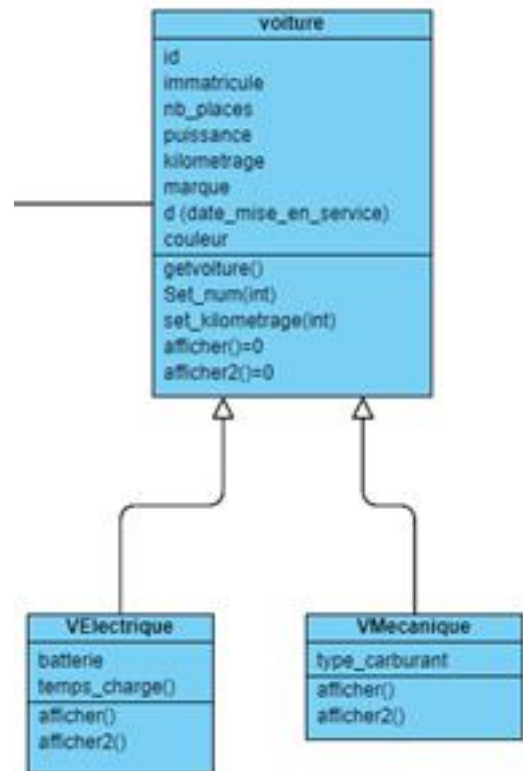 voiture
id
immatricule
nb_places
puissance
kilometrage
marque
d (date_mise_en_service)
couleur
getvoiture()
Set_num(int)
set_kilometrage(int)
afficher()=0
afficher2()=0
VElectrique
batterie
temps_charge()
afficher()
afficher2()
VMecanique
type_carburant
afficher()
afficher2()